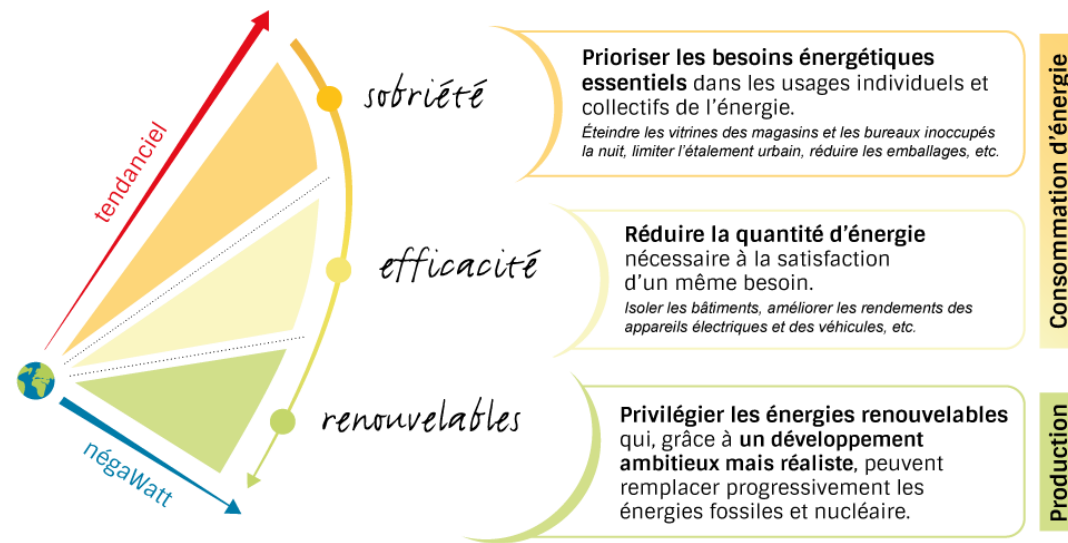 tendanciel
négaWatt
sobriété
Prioriser les besoins énergétiques
essentiels dans les usages individuels et
collectifs de l'énergie.
Éteindre les vitrines des magasins et les bureaux inoccupés
la nuit, limiter l'étalement urbain, réduire les emballages, etc.
efficacité
Réduire la quantité d'énergie
nécessaire à la satisfaction
d'un même besoin.
Isoler les bâtiments, améliorer les rendements des
appareils électriques et des véhicules, etc.
Consommation d'énergie
renouvelables
Privilégier les énergies renouvelables
qui, grâce à un développement
ambitieux mais réaliste, peuvent
remplacer progressivement les
énergies fossiles et nucléaire.
Production